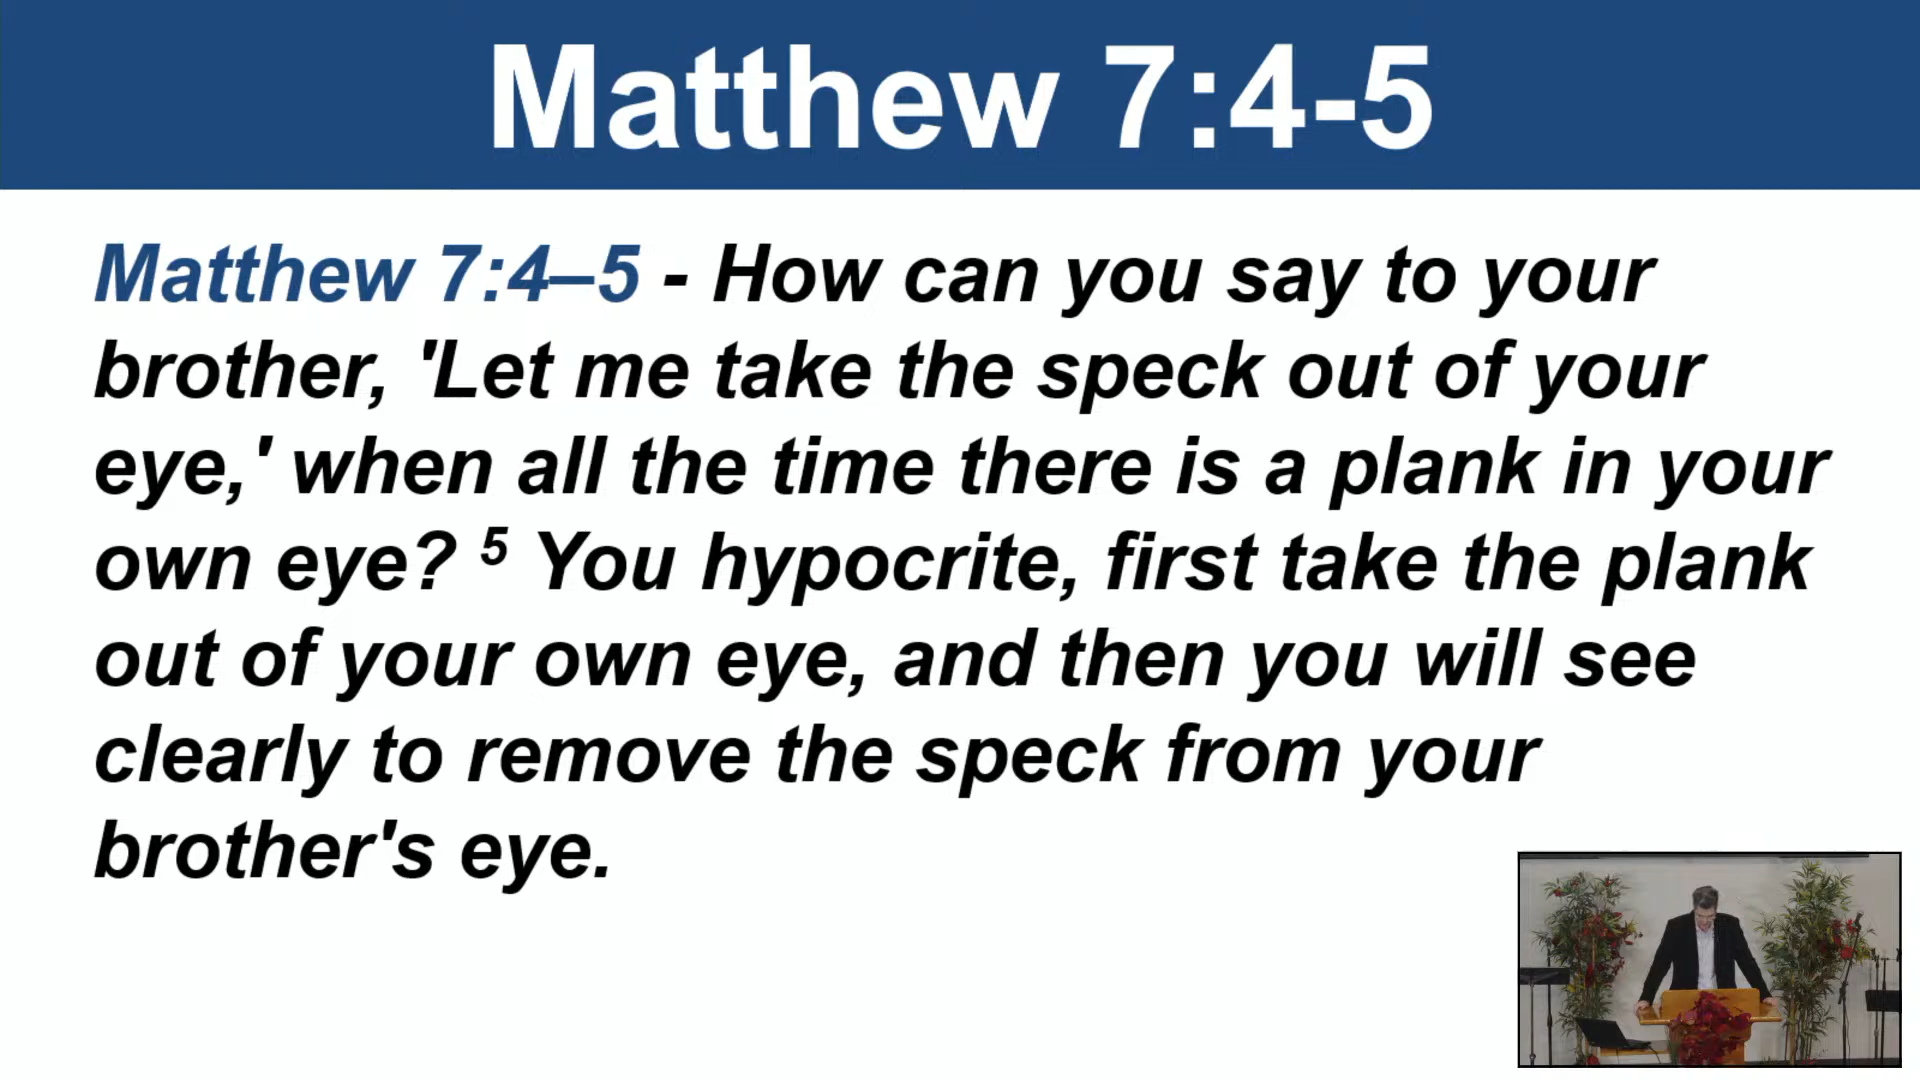 Matthew 7:4-5
Matthew 7:4–5 - How can you say to your
brother, 'Let me take the speck out of your
eye,' when all the time there is a plank in your
own eye? ⁵ You hypocrite, first take the plank
out of your own eye, and then you will see
clearly to remove the speck from your
brother's eye.